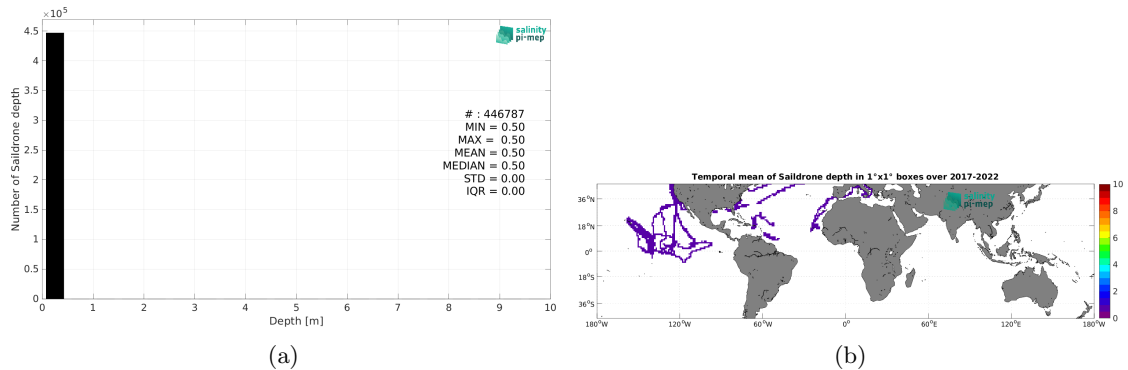 ×10⁵
4.5
4
3.5
3
2.5
2
1.5
1
0.5
0
Number of Saildrone depth
salinity
pi-mep
# : 446787
MIN = 0.50
MAX = 0.50
MEAN = 0.50
MEDIAN = 0.50
STD = 0.00
IQR = 0.00
0 1 2 3 4 5 6 7 8 9 10
Depth [m]
(a)
Temporal mean of Saildrone depth in 1°x1° boxes over 2017-2022
salinity
pi-mep
36°N
18°N
0°
18°S
36°S
180°W 120°W 60°W 0° 60°E 120°E 180°W
10
8
6
4
2
0
(b)